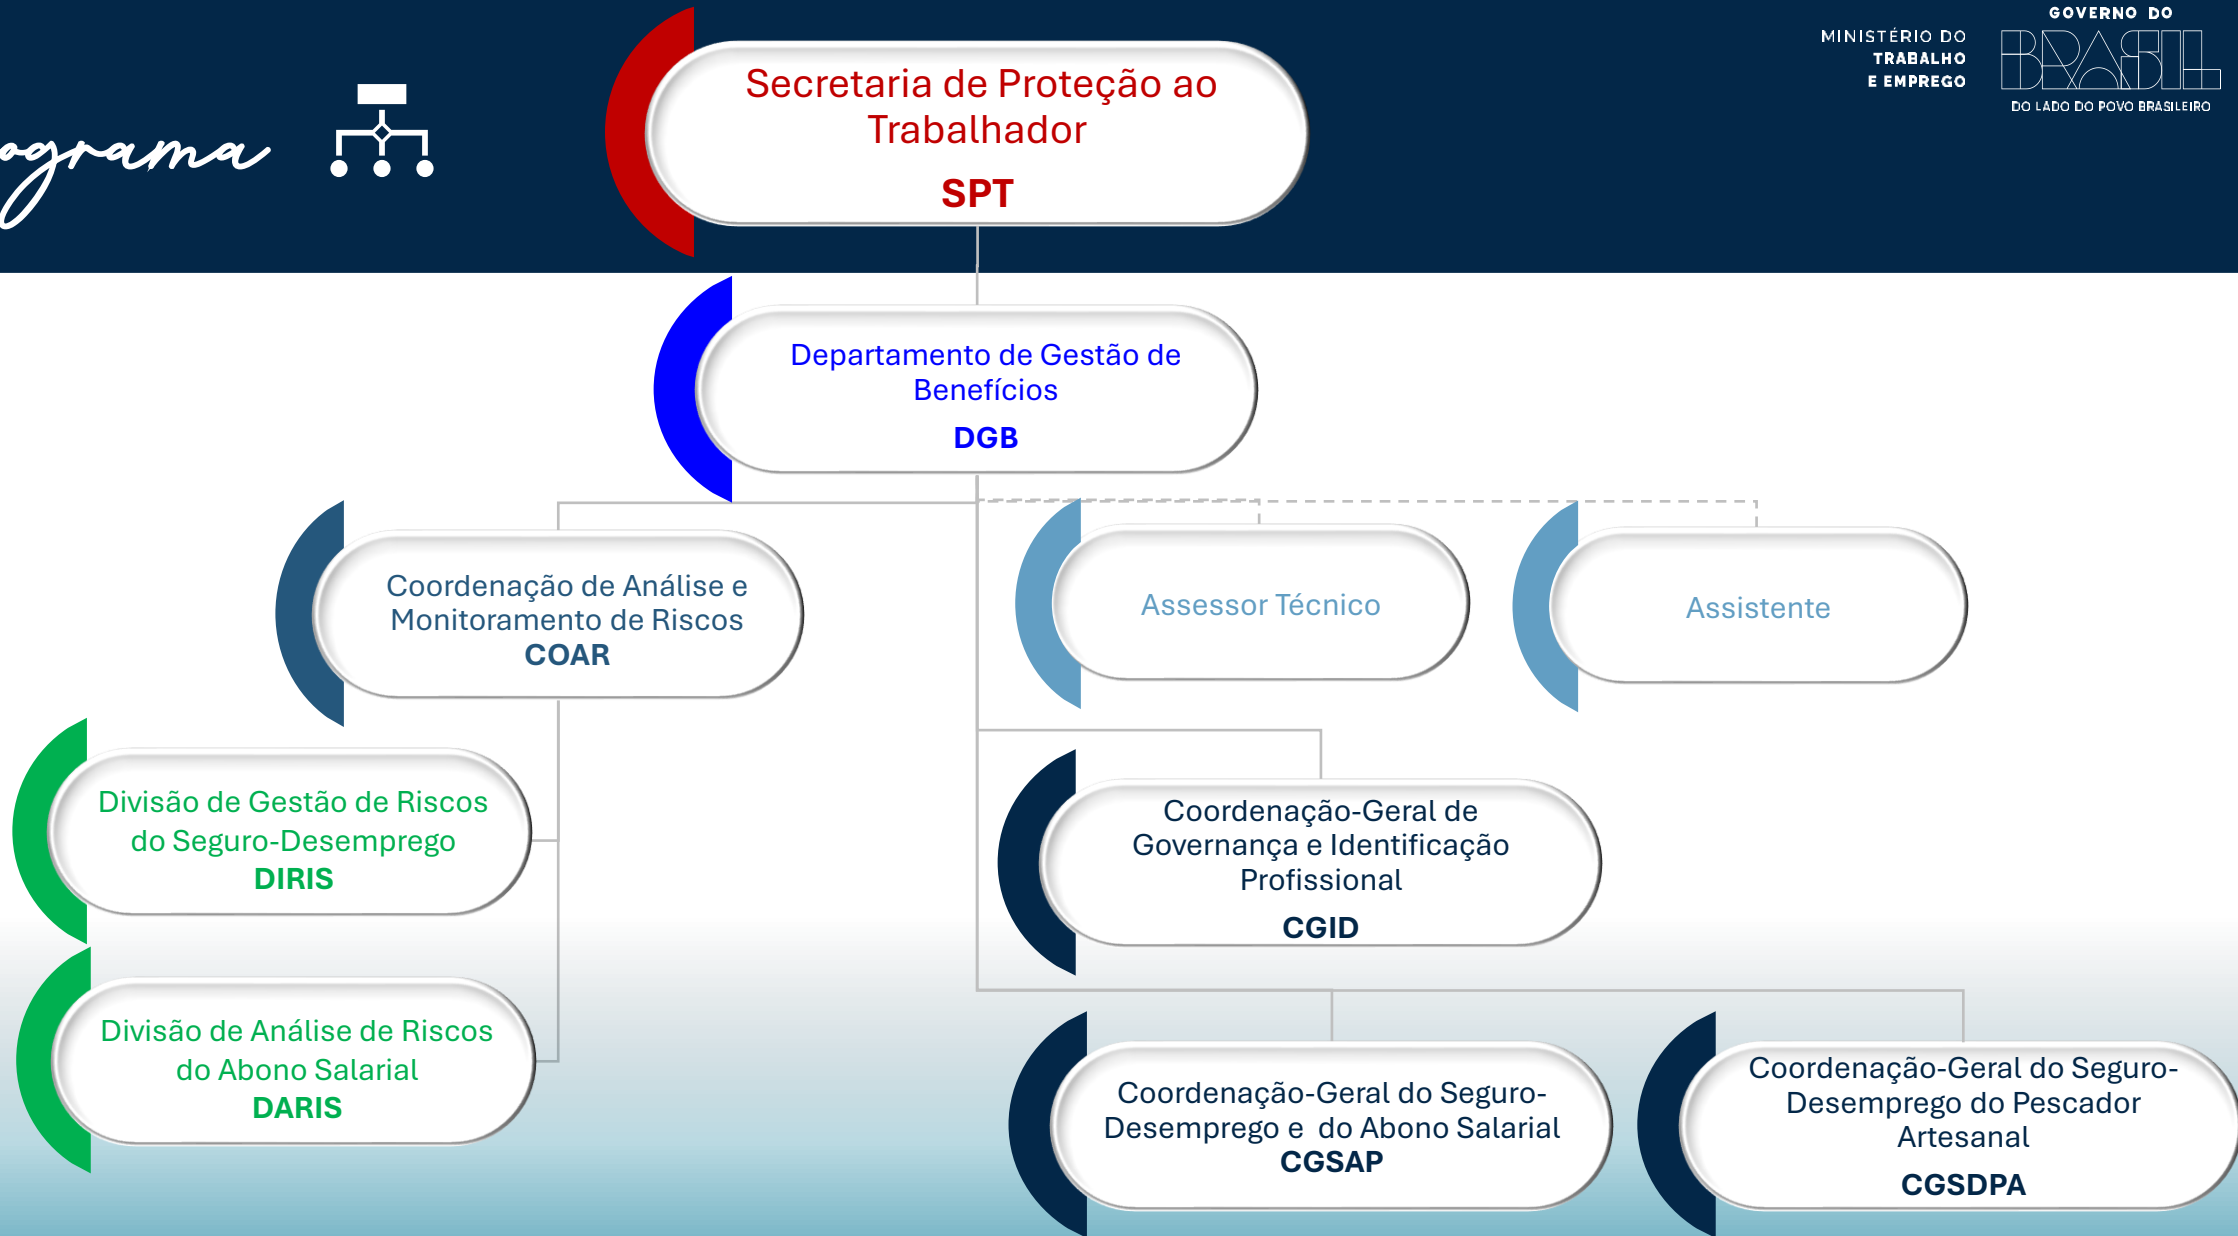 ograma
Secretaria de Proteção ao
Trabalhador
SPT
MINISTÉRIO DO
TRABALHO
E EMPREGO
GOVERNO DO
BRASIL
DO LADO DO POVO BRASILEIRO
Departamento de Gestão de
Benefícios
DGB
Coordenação de Análise e
Monitoramento de Riscos
COAR
Assessor Técnico
Assistente
Divisão de Gestão de Riscos
do Seguro-Desemprego
DIRIS
Coordenação-Geral de
Governança e Identificação
Profissional
CGID
Divisão de Análise de Riscos
do Abono Salarial
DARIS
Coordenação-Geral do Seguro-
Desemprego e  do Abono Salarial
CGSAP
Coordenação-Geral do Seguro-
Desemprego do Pescador
Artesanal
CGSDPA